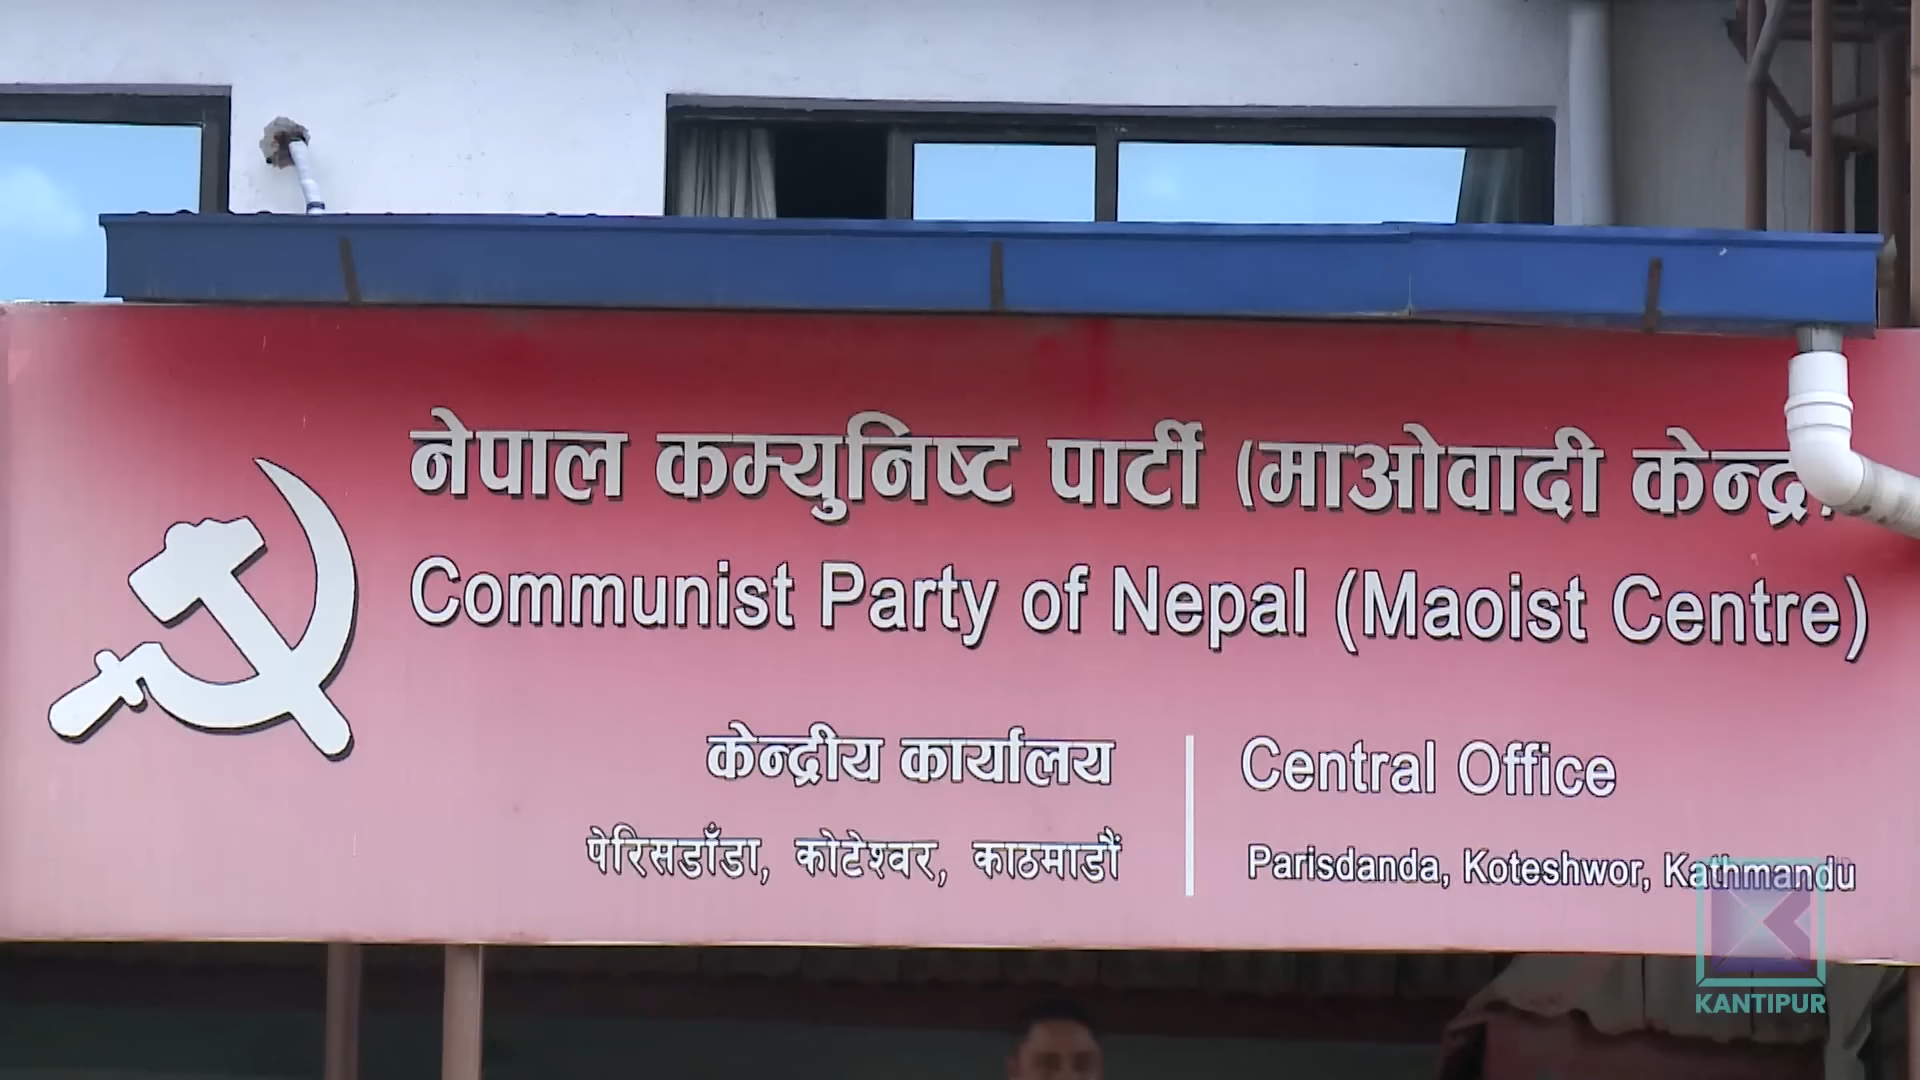 नेपाल कम्युनिष्ट पार्टी (माओवादी केन्द्र)
Communist Party of Nepal (Maoist Centre)
केन्द्रीय कार्यालय
पेरिसडाँडा, कोटेश्वर, काठमाडौं
Central Office
Parisdanda, Koteshwor, Kathmandu
KANTIPUR